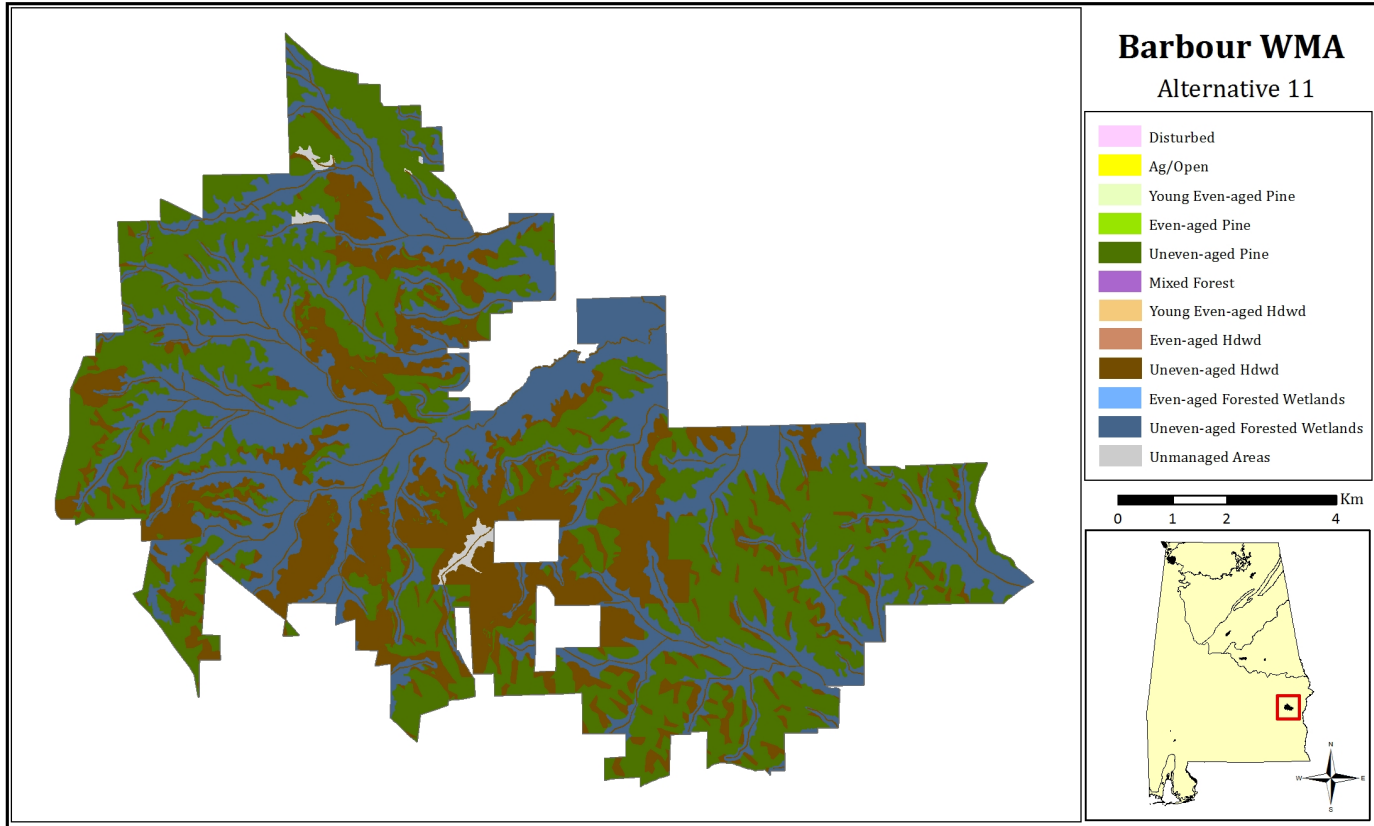 Barbour WMA
Alternative 11
Disturbed
Ag/Open
Young Even-aged Pine
Even-aged Pine
Uneven-aged Pine
Mixed Forest
Young Even-aged Hdwd
Even-aged Hdwd
Uneven-aged Hdwd
Even-aged Forested Wetlands
Uneven-aged Forested Wetlands
Unmanaged Areas
Km
0 1 2 4
N
W E
S